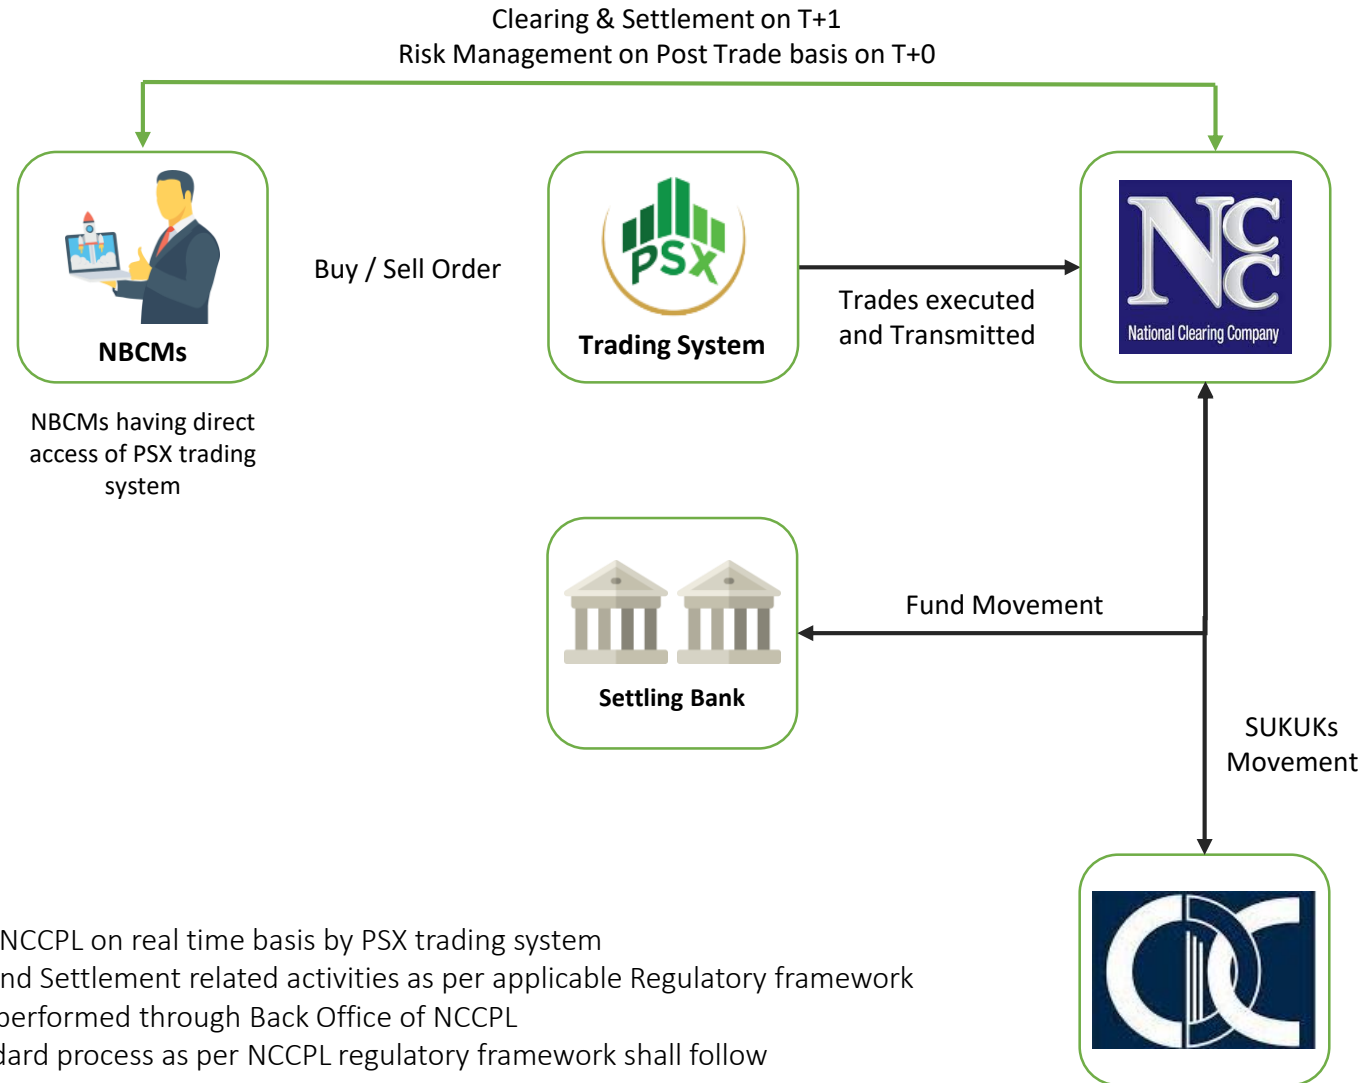 Clearing & Settlement on T+1
Risk Management on Post Trade basis on T+0
NBCMs
NBCMs having direct
access of PSX trading
system
Buy / Sell Order
PSX
Trading System
Trades executed
and Transmitted
NCC
National Clearing Company
Fund Movement
Settling Bank
SUKUKs
Movement
CDC
NCCPL on real time basis by PSX trading system
nd Settlement related activities as per applicable Regulatory framework
performed through Back Office of NCCPL
dard process as per NCCPL regulatory framework shall follow